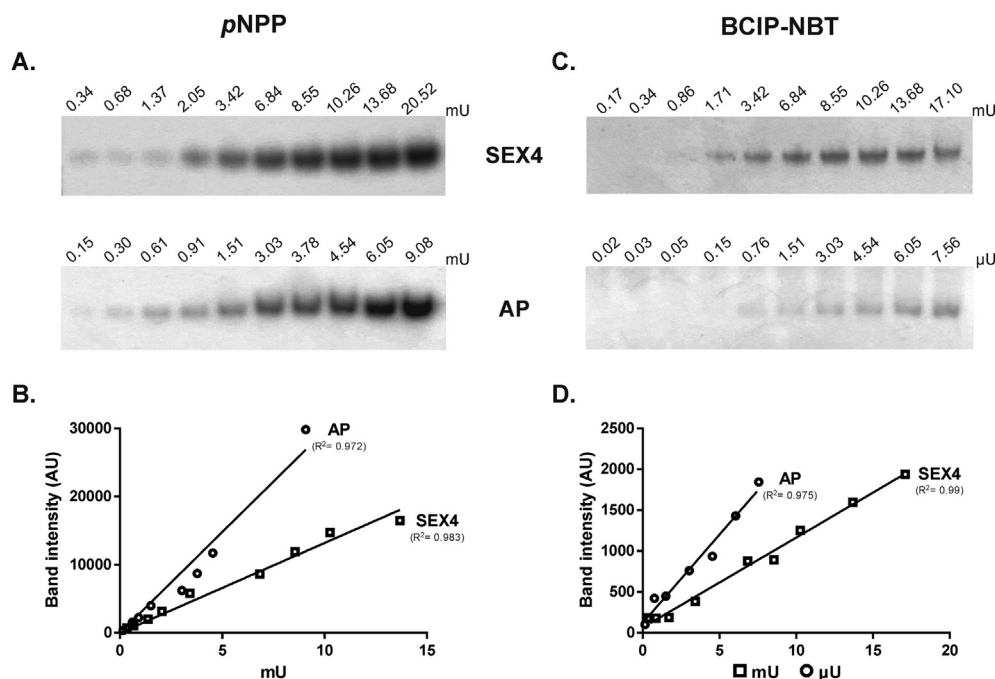 pNPP
BCIP-NBT
A.
0.34 0.68 1.37 2.05 3.42 6.84 8.55 10.26 13.68 20.52 mU
SEX4
C.
0.17 0.34 0.86 1.71 3.42 6.84 8.55 10.26 13.68 17.10 mU
0.15 0.30 0.61 0.91 1.51 3.03 3.78 4.54 6.05 9.08 mU
AP
0.02 0.03 0.05 0.15 0.76 1.51 3.03 4.54 6.05 7.56 µU
B.
Band intensity (AU)
30000
20000
10000
0
0 5 10 15
mU
AP
(R²= 0.972)
SEX4
(R²= 0.983)
D.
Band intensity (AU)
2500
2000
1500
1000
500
0
0 5 10 15 20
AP
(R²= 0.975)
SEX4
(R²= 0.99)
mU µU